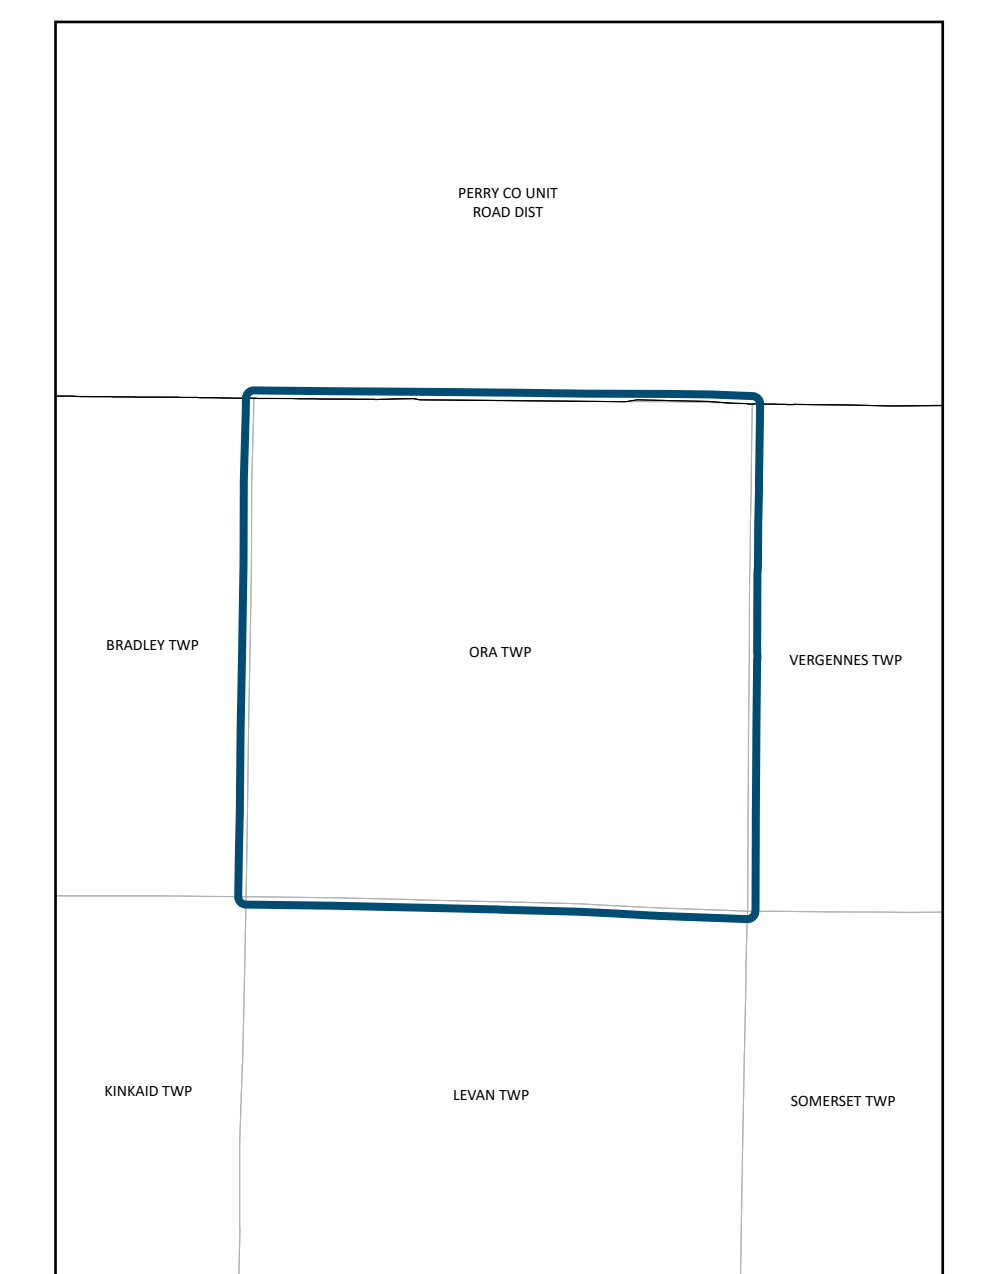 PERRY CO UNIT
ROAD DIST
BRADLEY TWP
ORA TWP
VERGENNES TWP
KINKAID TWP
LEVAN TWP
SOMERSET TWP